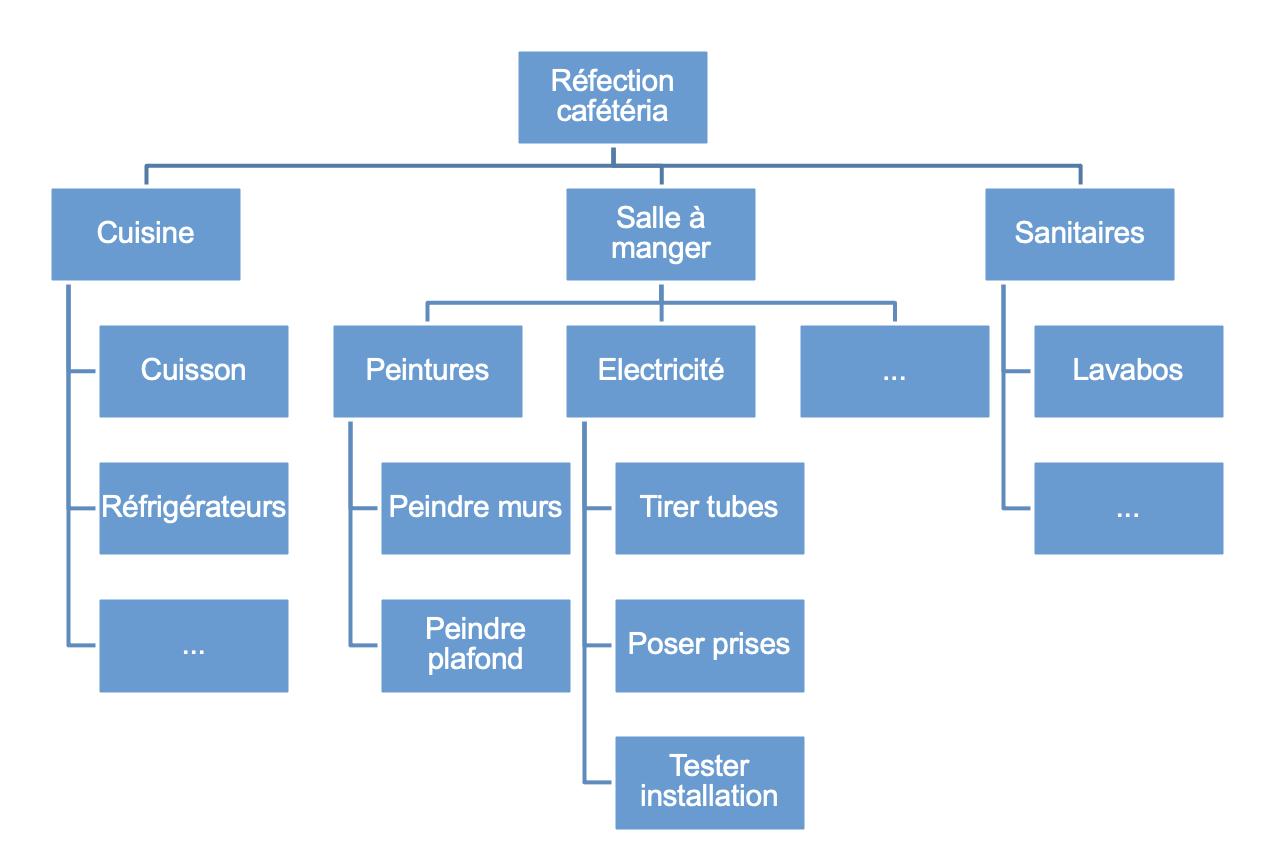 Réfection
cafétéria
Cuisine
Salle à
manger
Sanitaires
Cuisson
Peintures
Electricité
...
Lavabos
Réfrigérateurs
Peindre murs
Tirer tubes
...
...
Peindre
plafond
Poser prises
Tester
installation